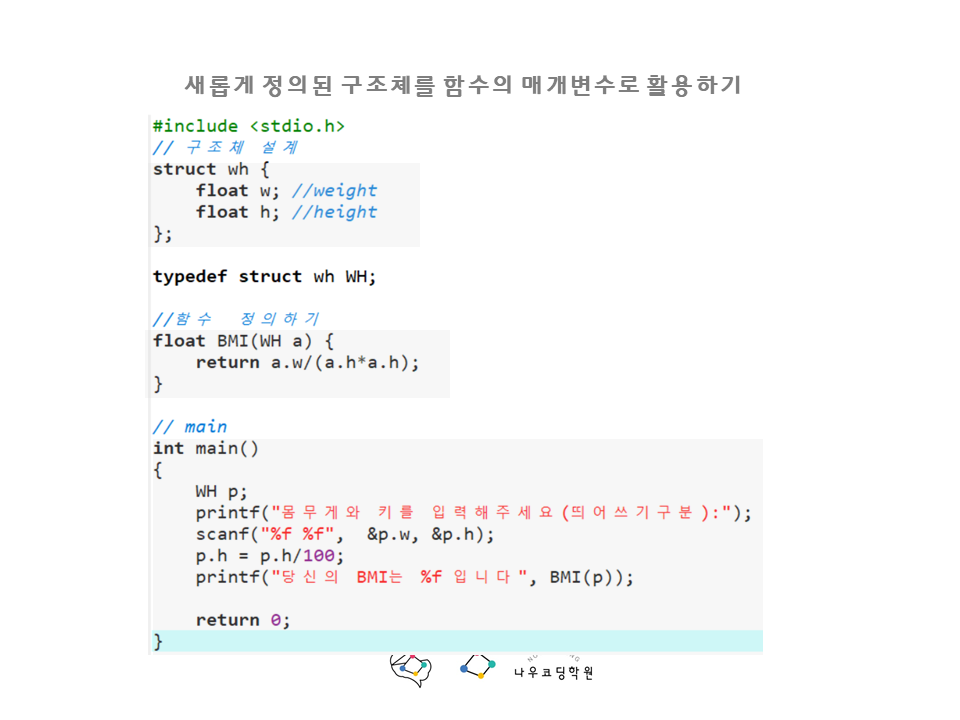 새롭게 정의된 구조체를 함수의 매개변수로 활용하기
#include <stdio.h>
// 구조체 설계
struct wh {
    float w; //weight
    float h; //height
};
typedef struct wh WH;
//함수 정의하기
float BMI(WH a) {
    return a.w/(a.h*a.h);
}
// main
int main()
{
    WH p;
    printf("몸무게와 키를 입력해주세요(띄어쓰기구분):");
    scanf("%f %f", &p.w, &p.h);
    p.h = p.h/100;
    printf("당신의 BMI는 %f입니다", BMI(p));
    return 0;
}
나우코딩학원